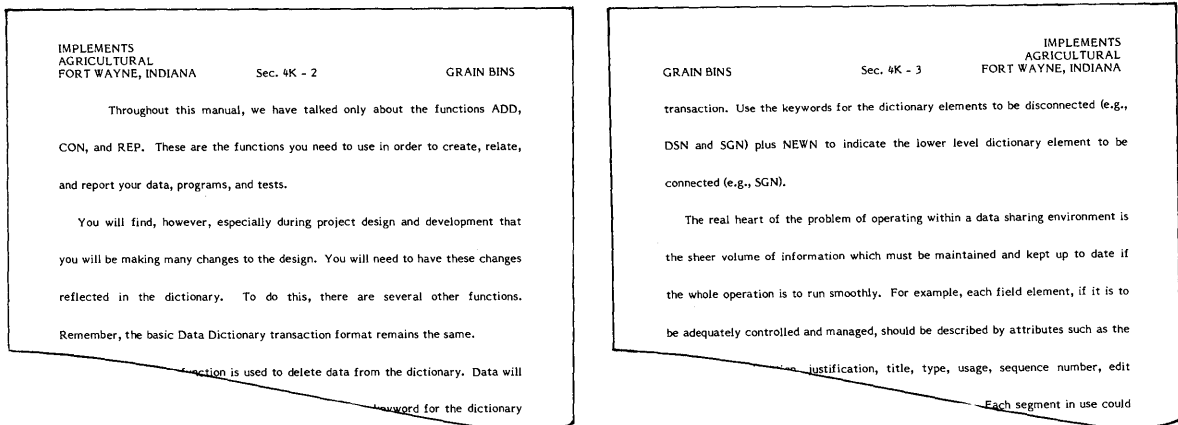 IMPLEMENTS
AGRICULTURAL
FORT WAYNE, INDIANA Sec. 4K - 2 GRAIN BINS
Throughout this manual, we have talked only about the functions ADD,
CON, and REP. These are the functions you need to use in order to create, relate,
and report your data, programs, and tests.
You will find, however, especially during project design and development that
you will be making many changes to the design. You will need to have these changes
reflected in the dictionary. To do this, there are several other functions.
Remember, the basic Data Dictionary transaction format remains the same.
is used to delete data from the dictionary. Data will
for the dictionary
IMPLEMENTS
AGRICULTURAL
GRAIN BINS Sec. 4K - 3 FORT WAYNE, INDIANA
transaction. Use the keywords for the dictionary elements to be disconnected (e.g.,
DSN and SGN) plus NEWN to indicate the lower level dictionary element to be
connected (e.g., SGN).
The real heart of the problem of operating within a data sharing environment is
the sheer volume of information which must be maintained and kept up to date if
the whole operation is to run smoothly. For example, each field element, if it is to
be adequately controlled and managed, should be described by attributes such as the
justification, title, type, usage, sequence number, edit
Each segment in use could